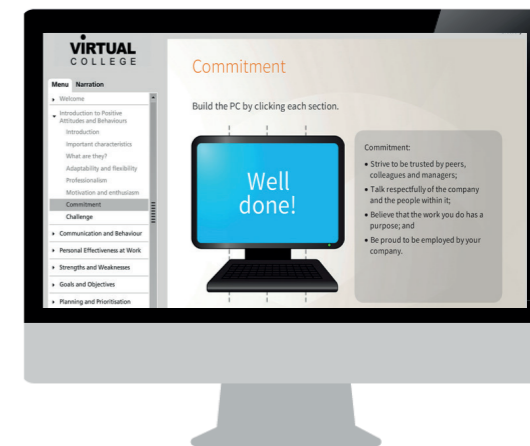 VIRTUAL
COLLEGE
Menu Narration
Welcome
Introduction to Positive
Attitudes and Behaviours
Introduction
Important characteristics
What are they?
Adaptability and flexibility
Professionalism
Motivation and enthusiasm
Commitment
Challenge
Communication and Behaviour
Personal Effectiveness at Work
Strengths and Weaknesses
Goals and Objectives
Planning and Prioritisation
Commitment
Build the PC by clicking each section.
Well
done!
Commitment:
• Strive to be trusted by peers,
colleagues and managers;
• Talk respectfully of the company
and the people within it;
• Believe that the work you do has a
purpose; and
• Be proud to be employed by your
company.